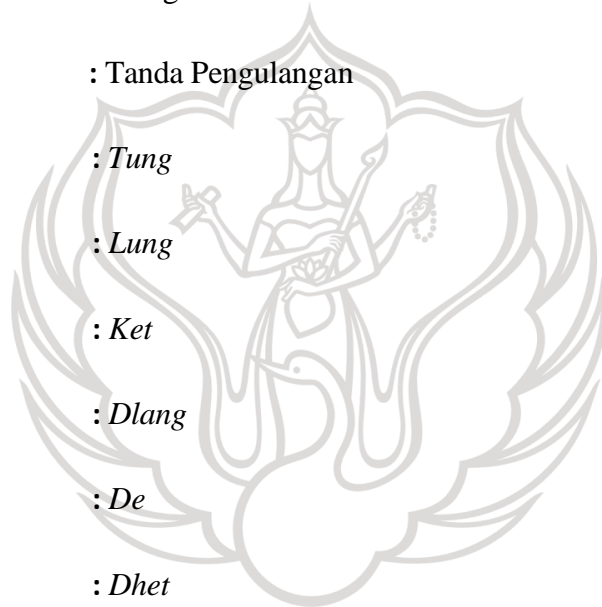 : Tanda Pengulangan
: Tung
: Lung
: Ket
: Dlang
: De
: Dhet